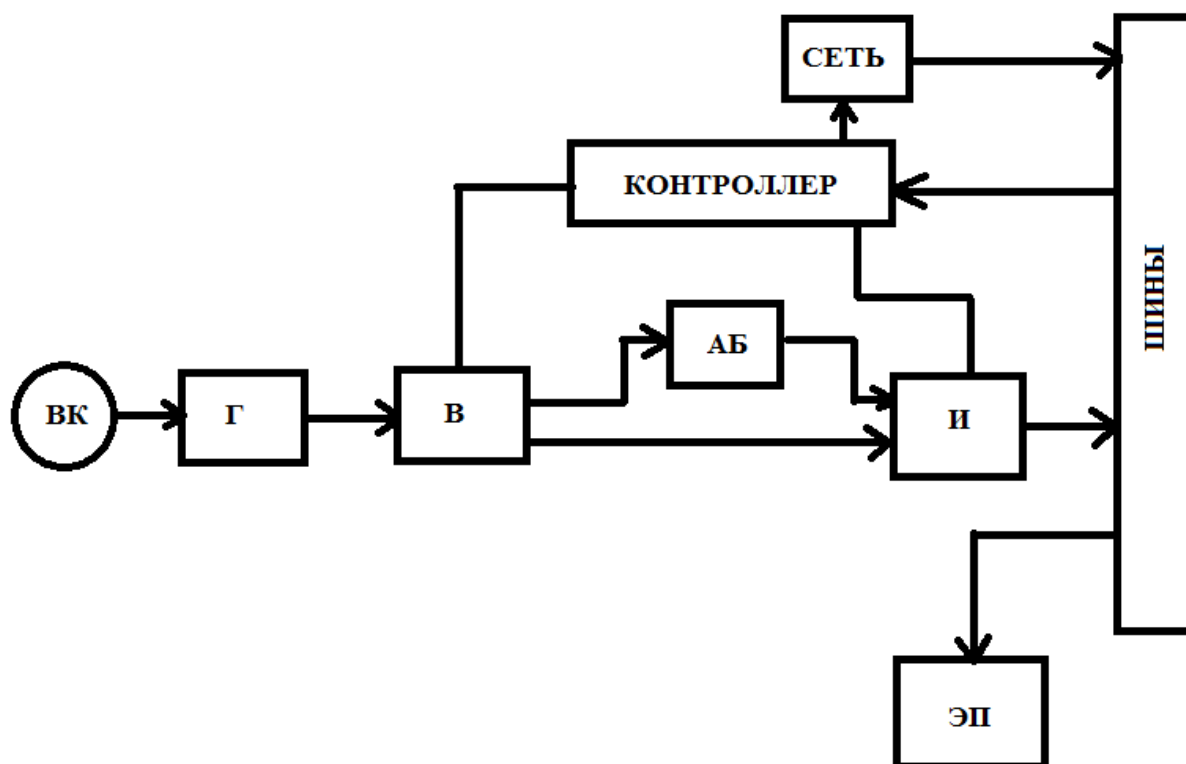 СЕТЬ
КОНТРОЛЛЕР
ШИНЫ
АБ
ВК
Г
В
И
ЭП